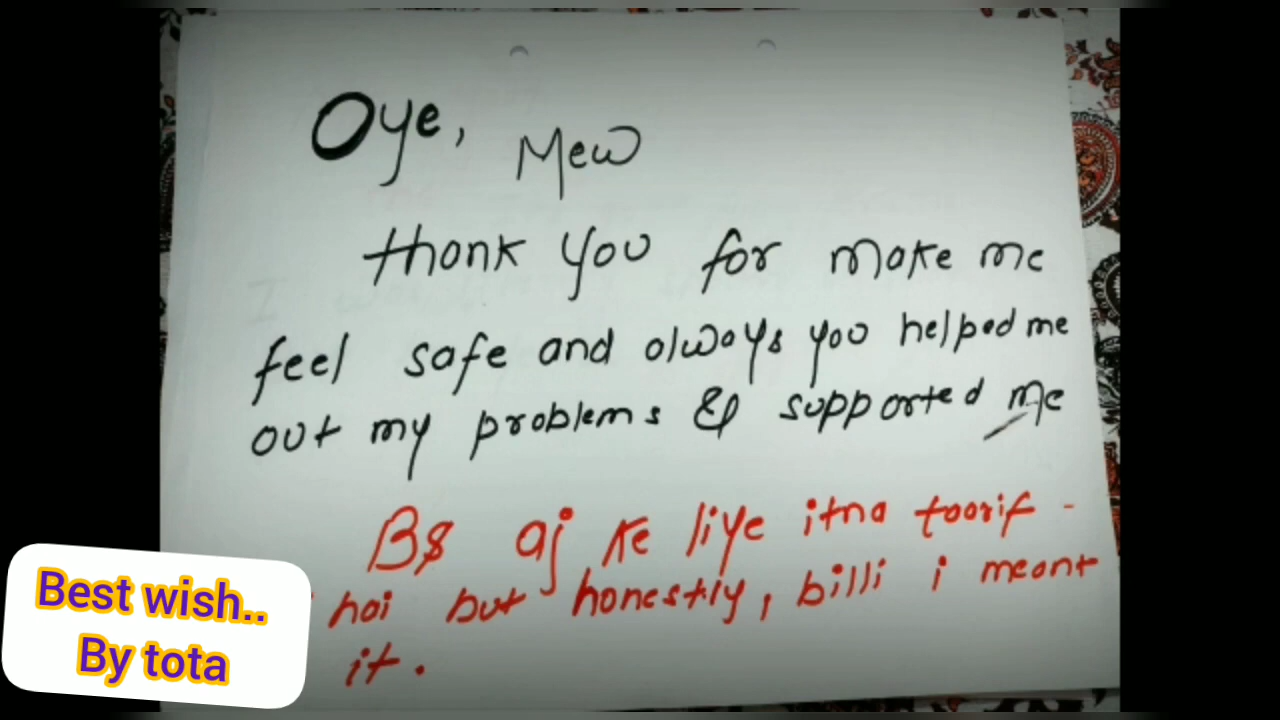 Oye, Mew
thank you for make me
feel safe and always you helped me
out my problems & supported me
Bs aj ke liye itna taarif -
hai but honestly, billi i meant
it.
Best wish..
By tota